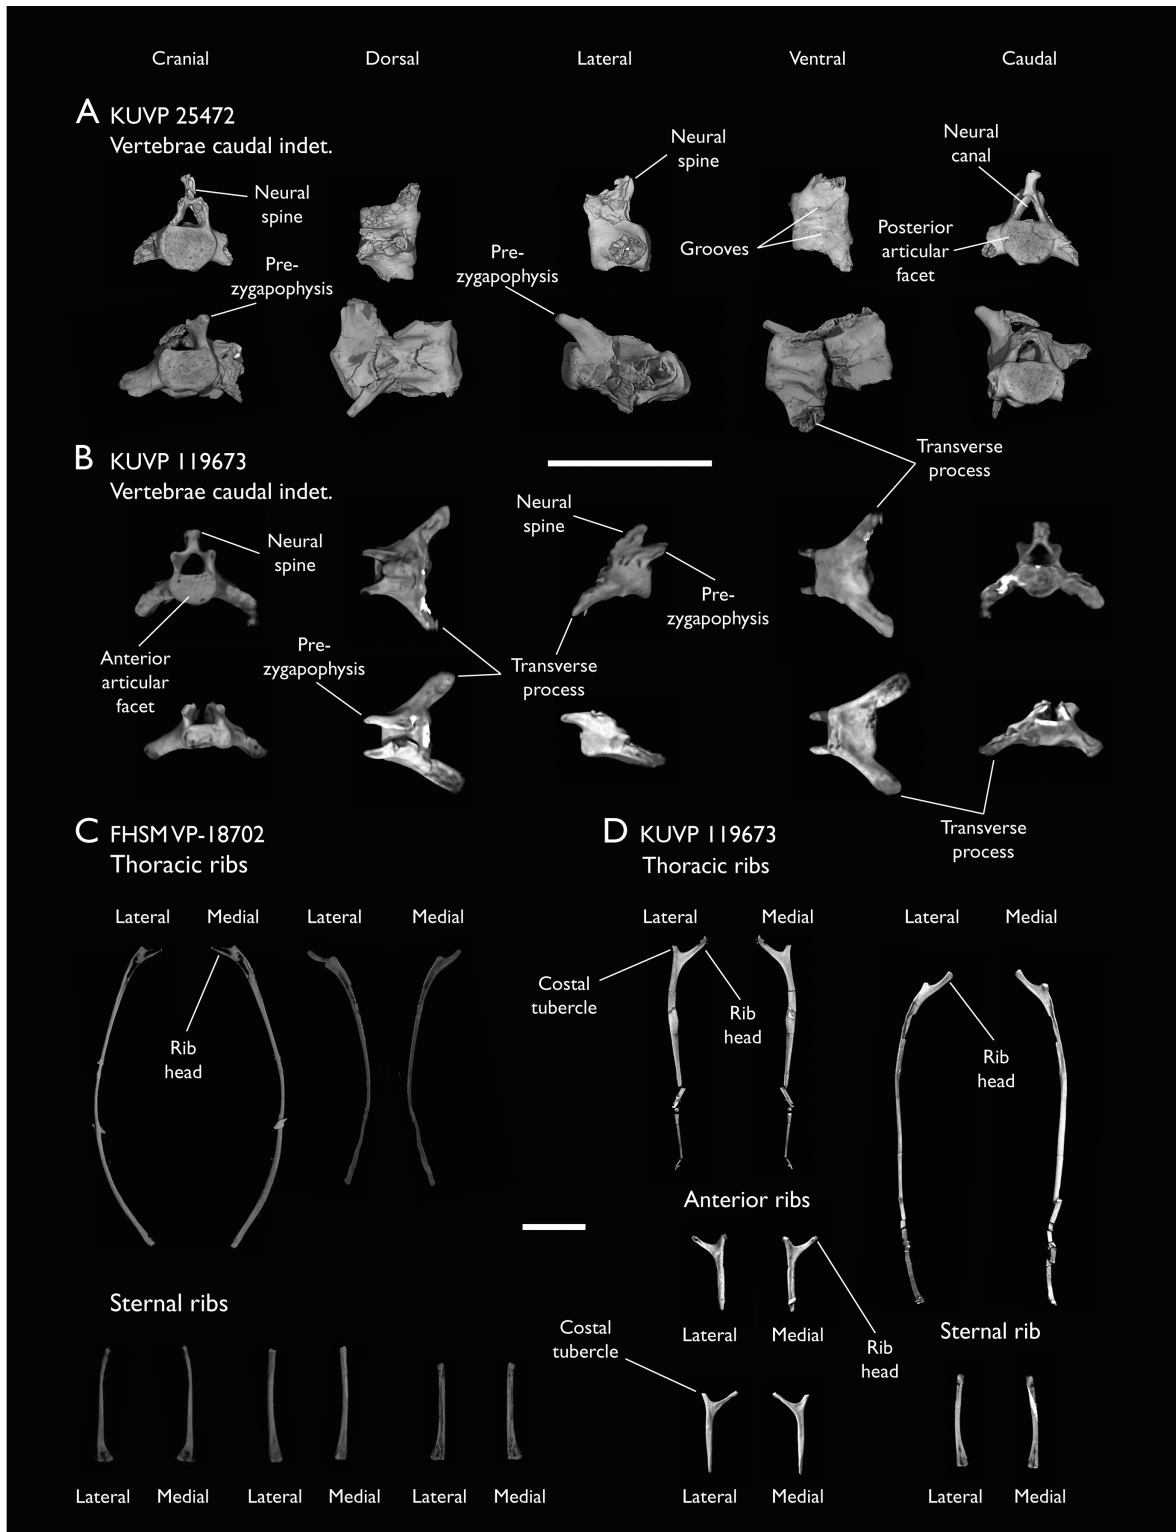 Cranial Dorsal Lateral Ventral Caudal
A KUVP 25472
Vertebrae caudal indet.
Neural
spine
Pre-
zygapophysis
Neural
spine
Pre-
zygapophysis
Grooves
Neural
canal
Posterior
articular
facet
Transverse
process
B KUVP 119673
Vertebrae caudal indet.
Neural
spine
Anterior
articular
facet
Pre-
zygapophysis
Neural
spine
Pre-
zygapophysis
Transverse
process
Transverse
process
C FHSM VP-18702
Thoracic ribs
Lateral Medial Lateral Medial
Rib
head
Sternal ribs
Lateral Medial Lateral Medial Lateral Medial
D KUVP 119673
Thoracic ribs
Lateral Medial Lateral Medial
Costal
tubercle
Rib
head
Rib
head
Anterior ribs
Lateral Medial
Costal
tubercle
Rib
head
Lateral Medial
Sternal rib
Lateral Medial